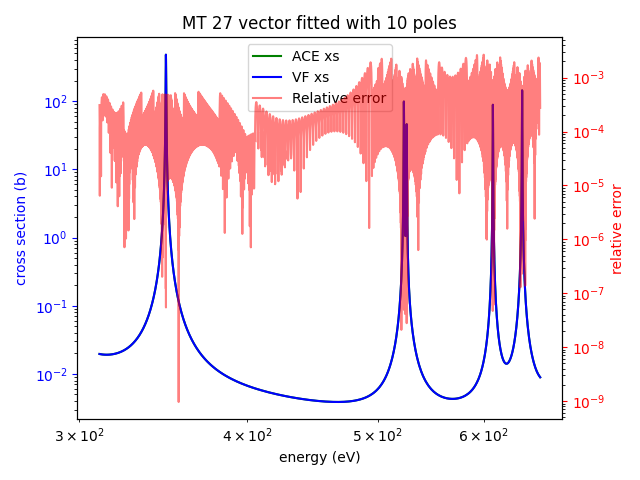 MT 27 vector fitted with 10 poles
ACE xs
VF xs
Relative error
cross section (b)
10²
10¹
10⁰
10⁻¹
10⁻²
relative error
10⁻³
10⁻⁴
10⁻⁵
10⁻⁶
10⁻⁷
10⁻⁸
10⁻⁹
3 × 10² 4 × 10² 5 × 10² 6 × 10²
energy (eV)